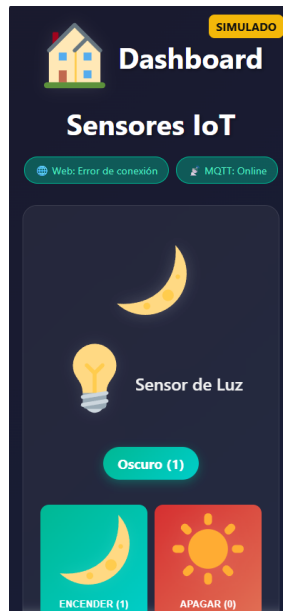 SIMULADO
Dashboard
Sensores IoT
Web: Error de conexión
MQTT: Online
Sensor de Luz
Oscuro (1)
ENCENDER (1)
APAGAR (0)